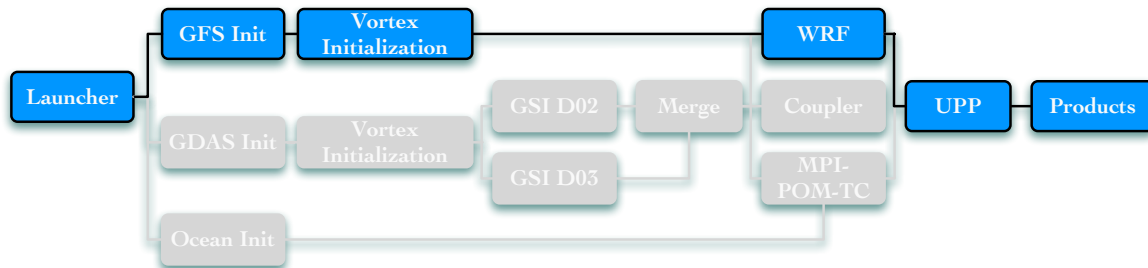 GFS Init
Vortex
Initialization
WRF
Launcher
GSI D02
Merge
Coupler
UPP
Products
GDAS Init
Vortex
Initialization
GSI D03
MPI-
POM-TC
Ocean Init